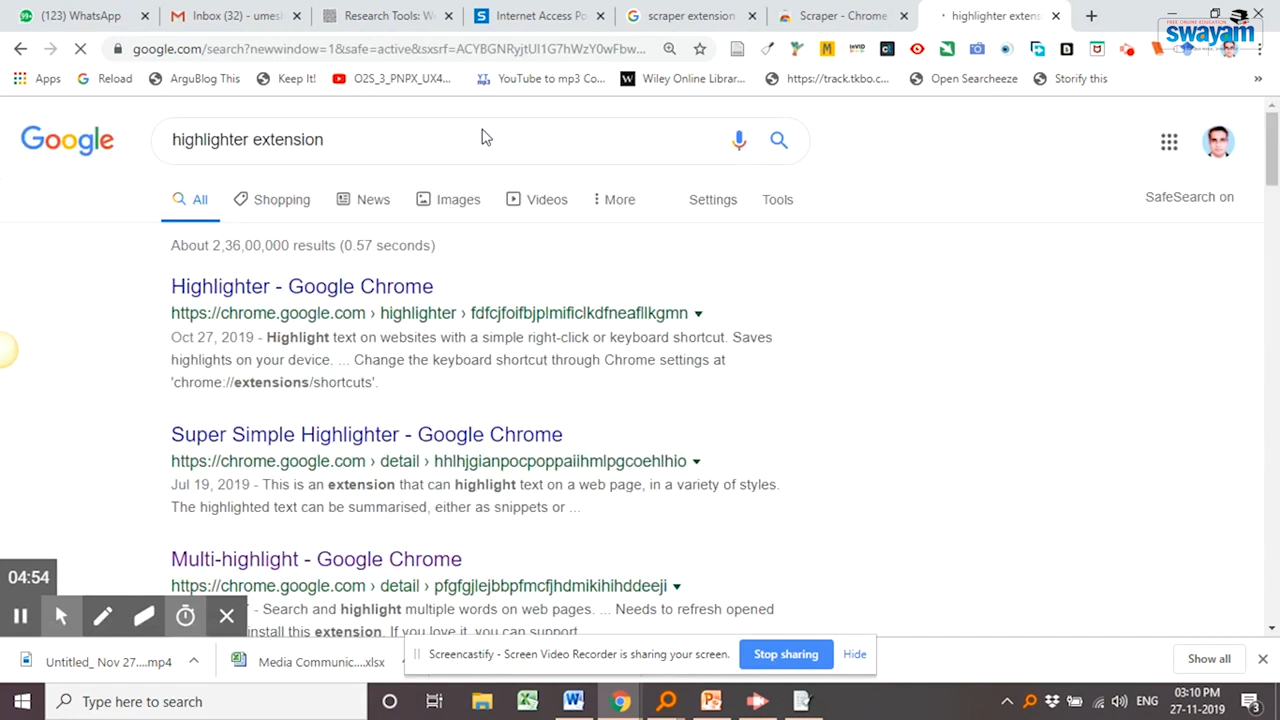 (123) WhatsApp
Inbox (32) - umes
Research Tools: W
Internet Access Po
scraper extension
Scraper - Chrome
highlighter exten
FREE ONLINE EDUCATION
swayam
google.com/search?newwindow=1&safe=active&sxsrf=ACYBGNRyjtUI1G7hWzY0wFbw...
Apps
Reload
ArguBlog This
Keep It!
O2S_3_PNPX_UX4...
YouTube to mp3 Co...
Wiley Online Librar...
https://track.tkbo.c...
Open Searcheeze
Storify this
Google
highlighter extension
All
Shopping
News
Images
Videos
More
Settings
Tools
SafeSearch on
About 2,36,00,000 results (0.57 seconds)
Highlighter - Google Chrome
https://chrome.google.com › highlighter › fdfcjfoifbjplmificlkdfneafllkgmn
Oct 27, 2019 - Highlight text on websites with a simple right-click or keyboard shortcut. Saves
highlights on your device. ... Change the keyboard shortcut through Chrome settings at
'chrome://extensions/shortcuts'.
Super Simple Highlighter - Google Chrome
https://chrome.google.com › detail › hhlhjgianpocpoppaiihmlpgcoehlhio
Jul 19, 2019 - This is an extension that can highlight text on a web page, in a variety of styles.
The highlighted text can be summarised, either as snippets or ...
Multi-highlight - Google Chrome
https://chrome.google.com › detail › pfgfgjlejbbpfmcfjhdmikihihddeeji
- Search and highlight multiple words on web pages. ... Needs to refresh opened
install this extension. If you love it, you can support
04:54
Screencastify - Screen Video Recorder is sharing your screen.
Stop sharing
Hide
Untitled_ Nov 27....mp4
Media Communic....xlsx
Show all
Type here to search
ENG
03:10 PM
27-11-2019
3